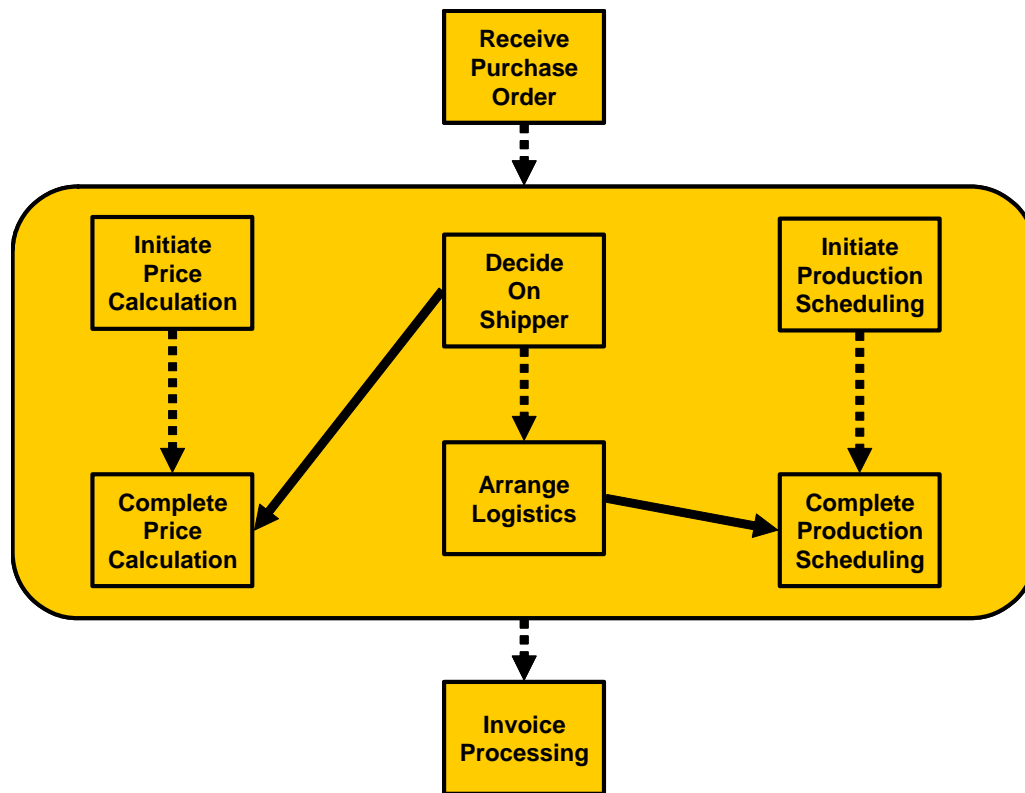 Receive
Purchase
Order
Initiate
Price
Calculation
Decide
On
Shipper
Initiate
Production
Scheduling
Complete
Price
Calculation
Arrange
Logistics
Complete
Production
Scheduling
Invoice
Processing